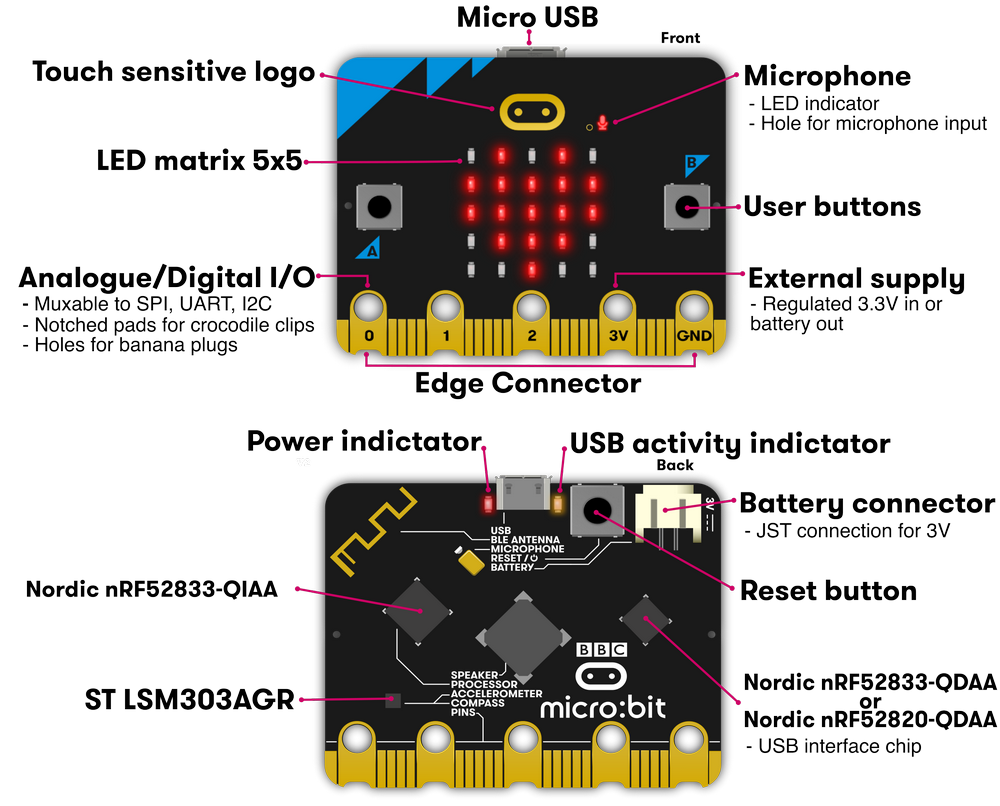 Micro USB
Front
Touch sensitive logo
Microphone
- LED indicator
- Hole for microphone input
LED matrix 5x5
B
User buttons
A
Analogue/Digital I/O
- Muxable to SPI, UART, I2C
- Notched pads for crocodile clips
- Holes for banana plugs
External supply
- Regulated 3.3V in or
battery out
0 1 2 3V GND
Edge Connector
Power indictator
USB activity indictator
Back
Battery connector
- JST connection for 3V
3V
USB
BLE ANTENNA
MICROPHONE
RESET / ⏻
BATTERY
Nordic nRF52833-QIAA
Reset button
BBC
micro:bit
SPEAKER
PROCESSOR
ACCELEROMETER
COMPASS
PINS
ST LSM303AGR
Nordic nRF52833-QDAA
or
Nordic nRF52820-QDAA
- USB interface chip